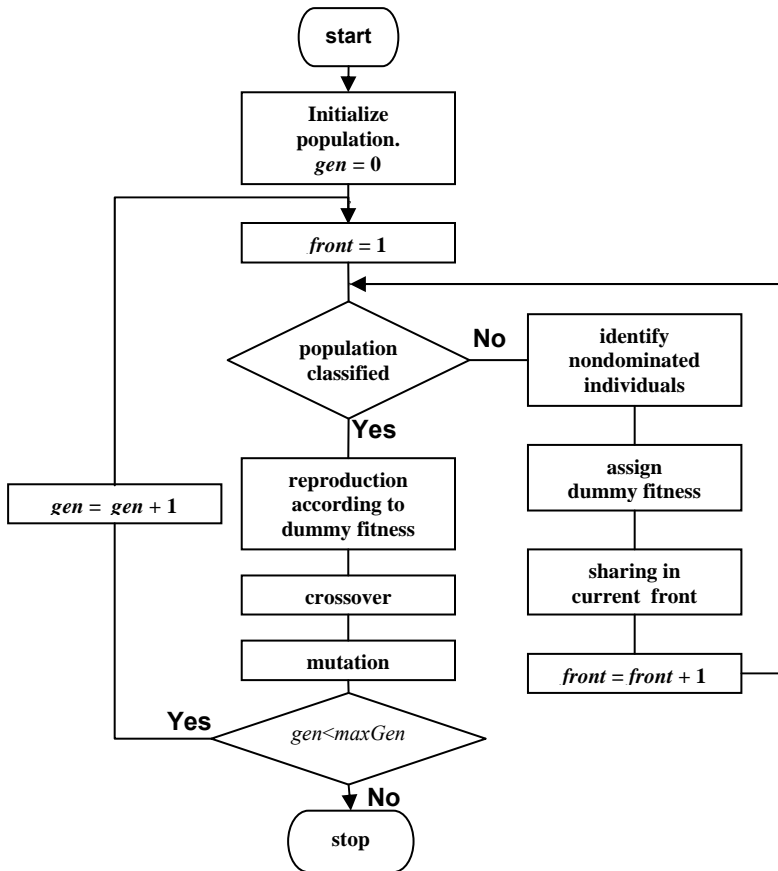 start
Initialize
population.
gen = 0
front = 1
population
classified
No
identify
nondominated
individuals
Yes
assign
dummy fitness
reproduction
according to
dummy fitness
gen = gen + 1
sharing in
current front
crossover
mutation
front = front + 1
Yes
gen<maxGen
No
stop